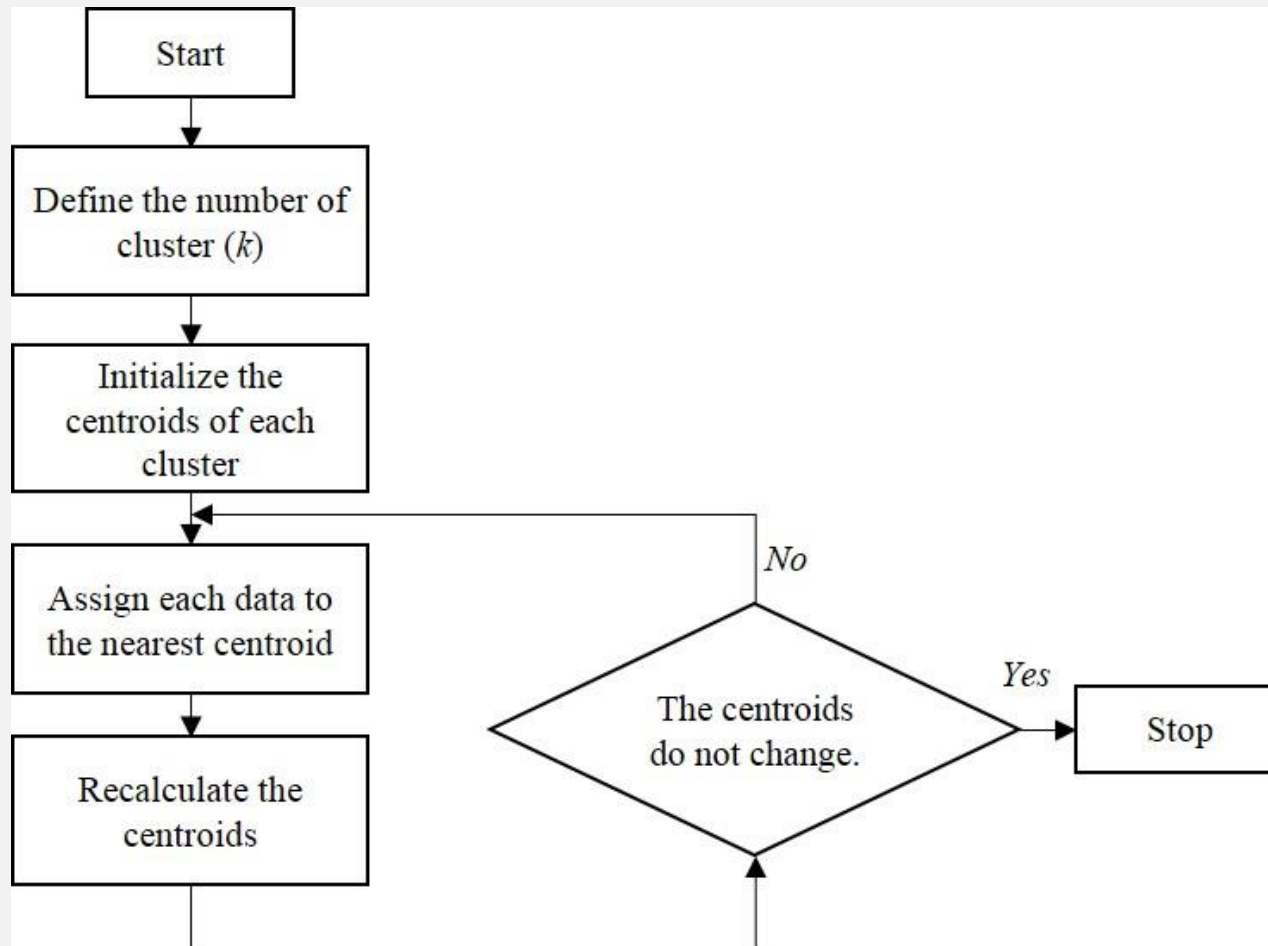 Start
Define the number of
cluster (k)
Initialize the
centroids of each
cluster
Assign each data to
the nearest centroid
Recalculate the
centroids
No
The centroids
do not change.
Yes
Stop